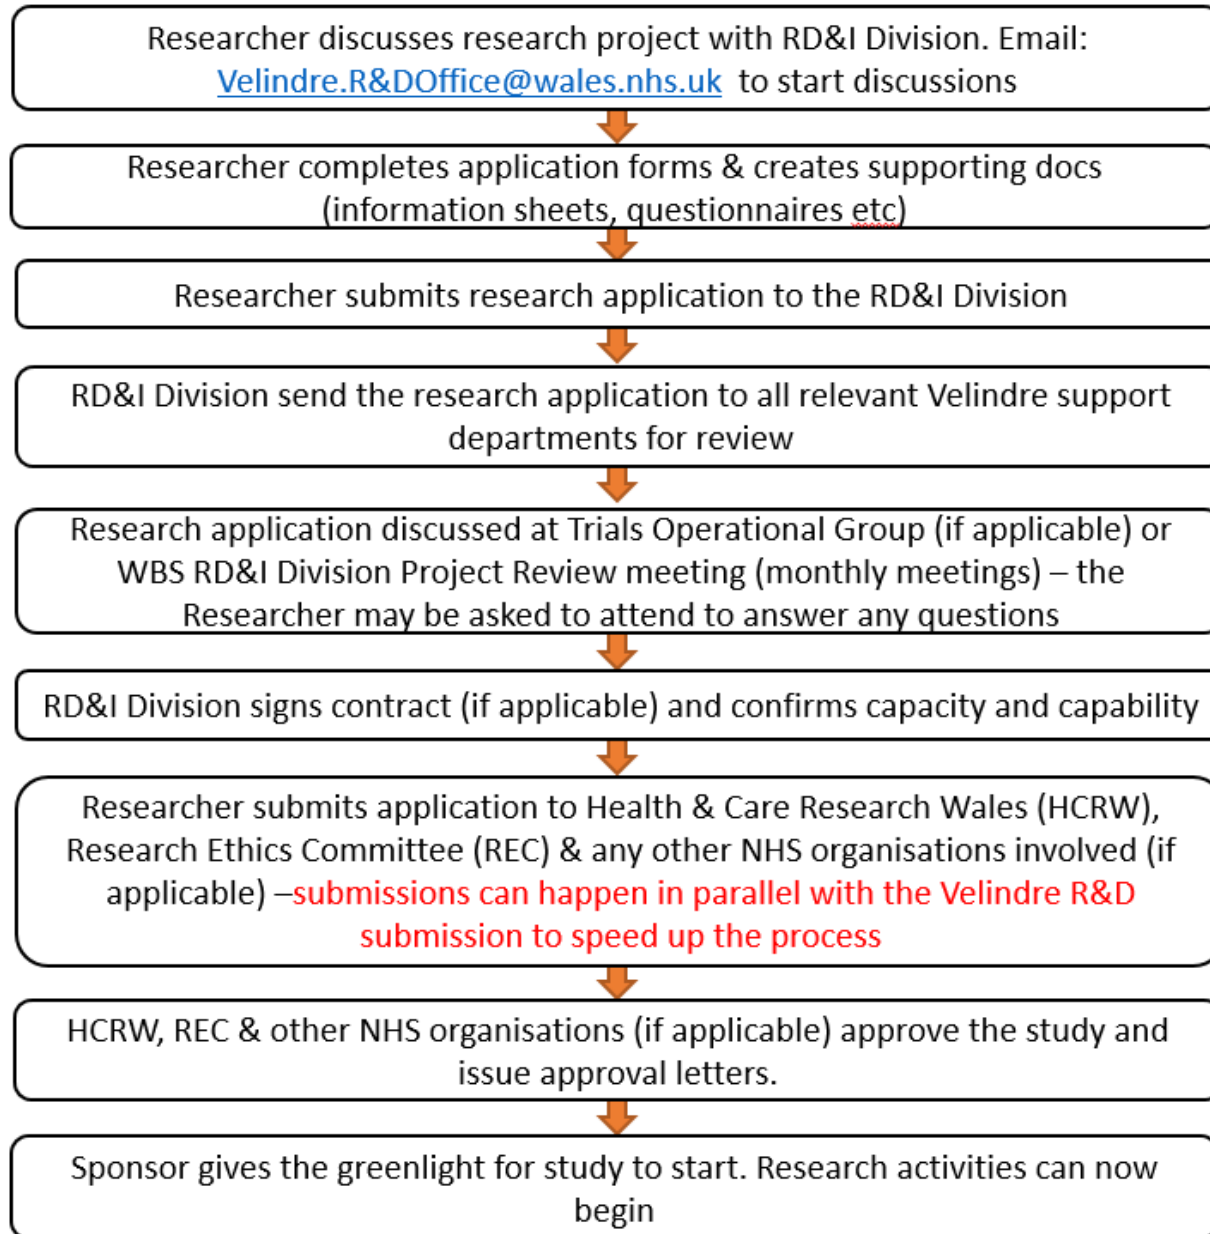 Researcher discusses research project with RD&I Division. Email:
Velindre.R&DOffice@wales.nhs.uk to start discussions
Researcher completes application forms & creates supporting docs
(information sheets, questionnaires etc)
Researcher submits research application to the RD&I Division
RD&I Division send the research application to all relevant Velindre support
departments for review
Research application discussed at Trials Operational Group (if applicable) or
WBS RD&I Division Project Review meeting (monthly meetings) – the
Researcher may be asked to attend to answer any questions
RD&I Division signs contract (if applicable) and confirms capacity and capability
Researcher submits application to Health & Care Research Wales (HCRW),
Research Ethics Committee (REC) & any other NHS organisations involved (if
applicable) –submissions can happen in parallel with the Velindre R&D
submission to speed up the process
HCRW, REC & other NHS organisations (if applicable) approve the study and
issue approval letters.
Sponsor gives the greenlight for study to start. Research activities can now
begin